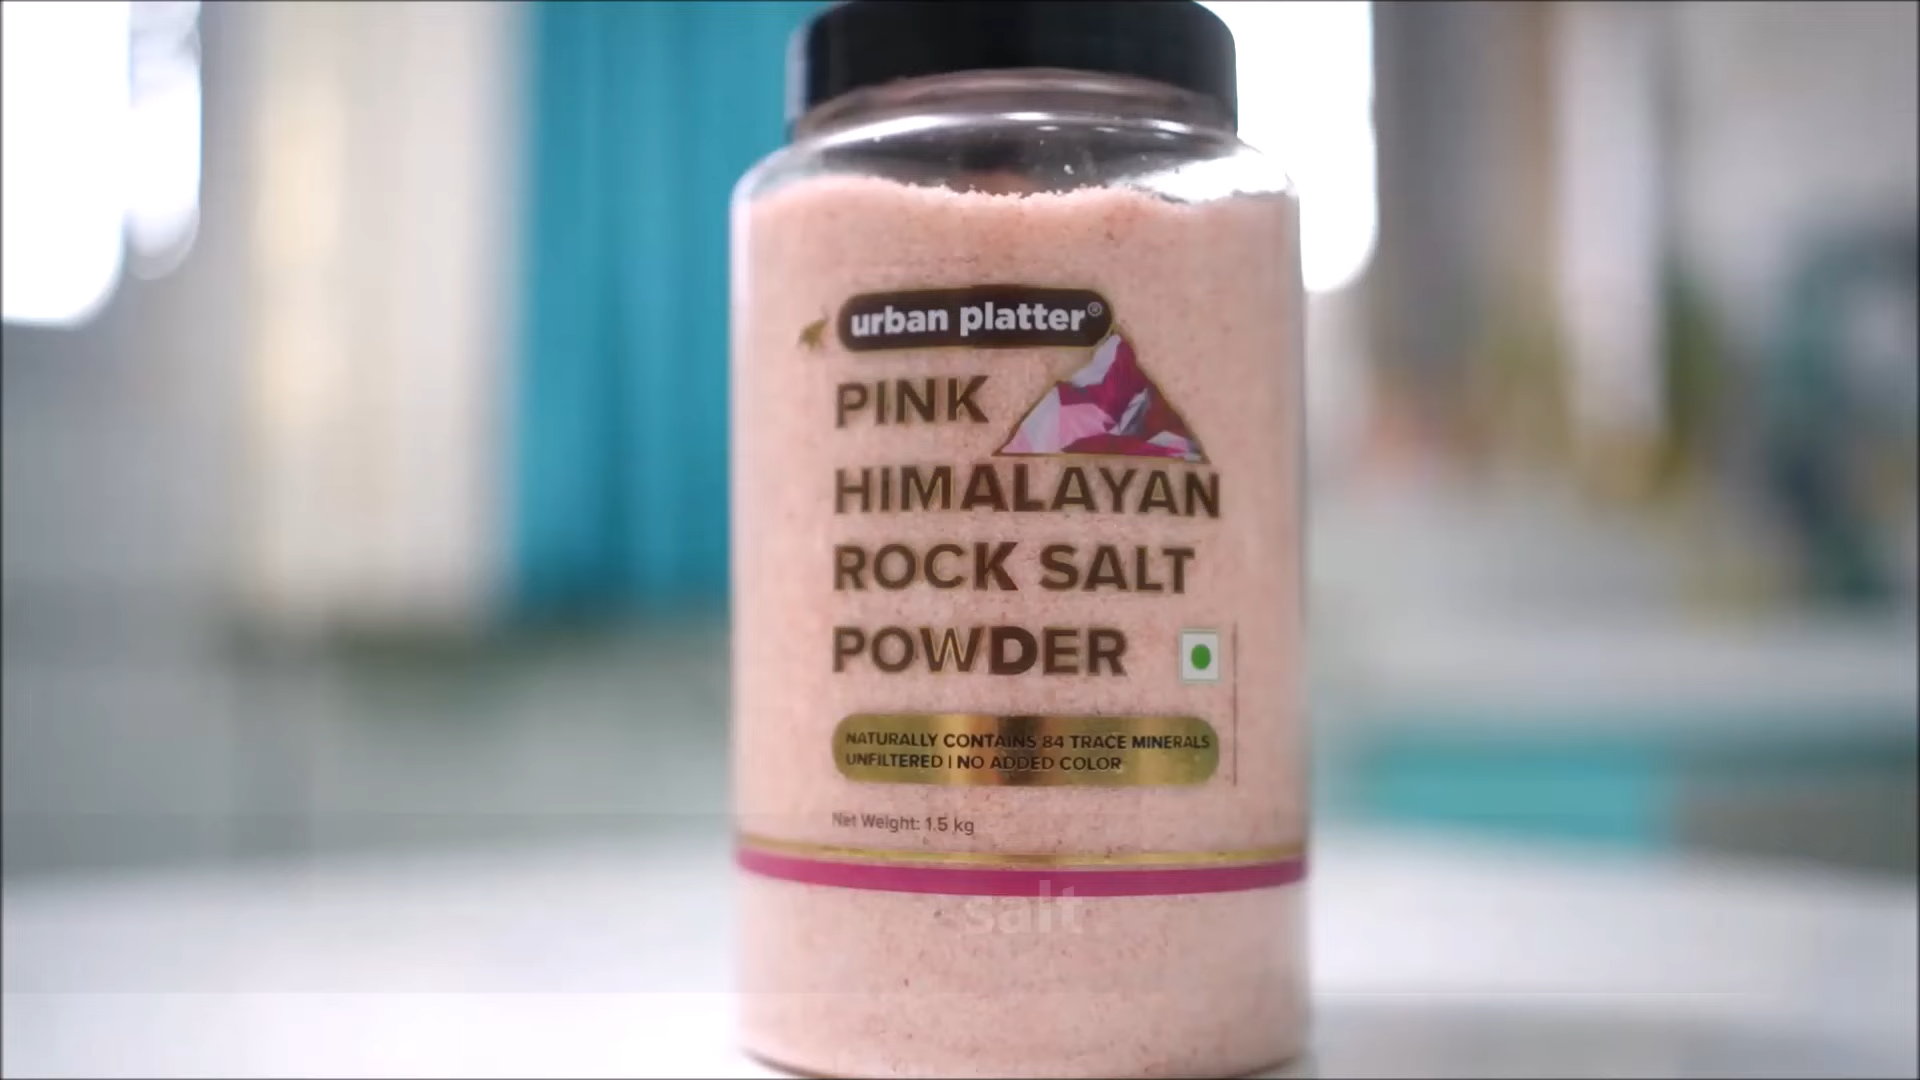 urban platter®
PINK
HIMALAYAN
ROCK SALT
POWDER
NATURALLY CONTAINS 84 TRACE MINERALS
UNFILTERED | NO ADDED COLOR
Net Weight: 1.5 kg
salt